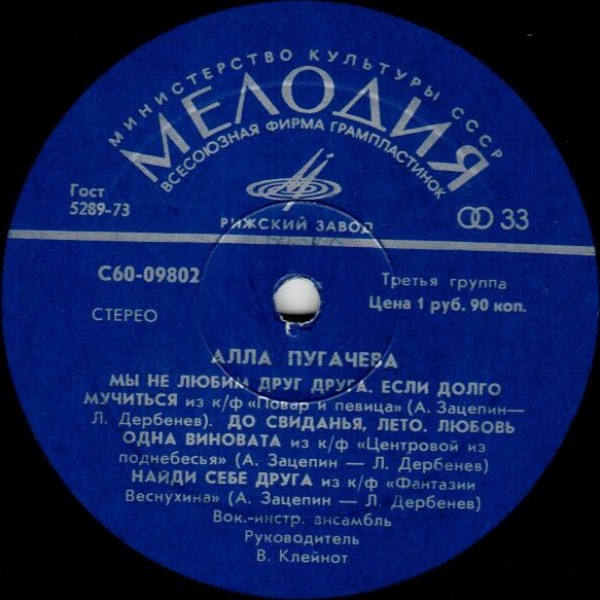 МИНИСТЕРСТВО КУЛЬТУРЫ СССР
МЕЛОДИЯ
ВСЕСОЮЗНАЯ ФИРМА ГРАМПЛАСТИНОК
Гост
5289-73
РИЖСКИЙ ЗАВОД
33
С60-09802
Третья группа
Цена 1 руб. 90 коп.
СТЕРЕО
АЛЛА ПУГАЧЕВА
МЫ НЕ ЛЮБИМ ДРУГ ДРУГА. ЕСЛИ ДОЛГО
МУЧИТЬСЯ из к/ф «Повар и певица» (А. Зацепин—
Л. Дербенев). ДО СВИДАНЬЯ, ЛЕТО. ЛЮБОВЬ
ОДНА ВИНОВАТА из к/ф «Центровой из
поднебесья» (А. Зацепин — Л. Дербенев)
НАЙДИ СЕБЕ ДРУГА из к/ф «Фантазии
Веснухина» (А. Зацепин — Л. Дербенев)
Вок.-инстр. ансамбль
Руководитель
В. Клейнот